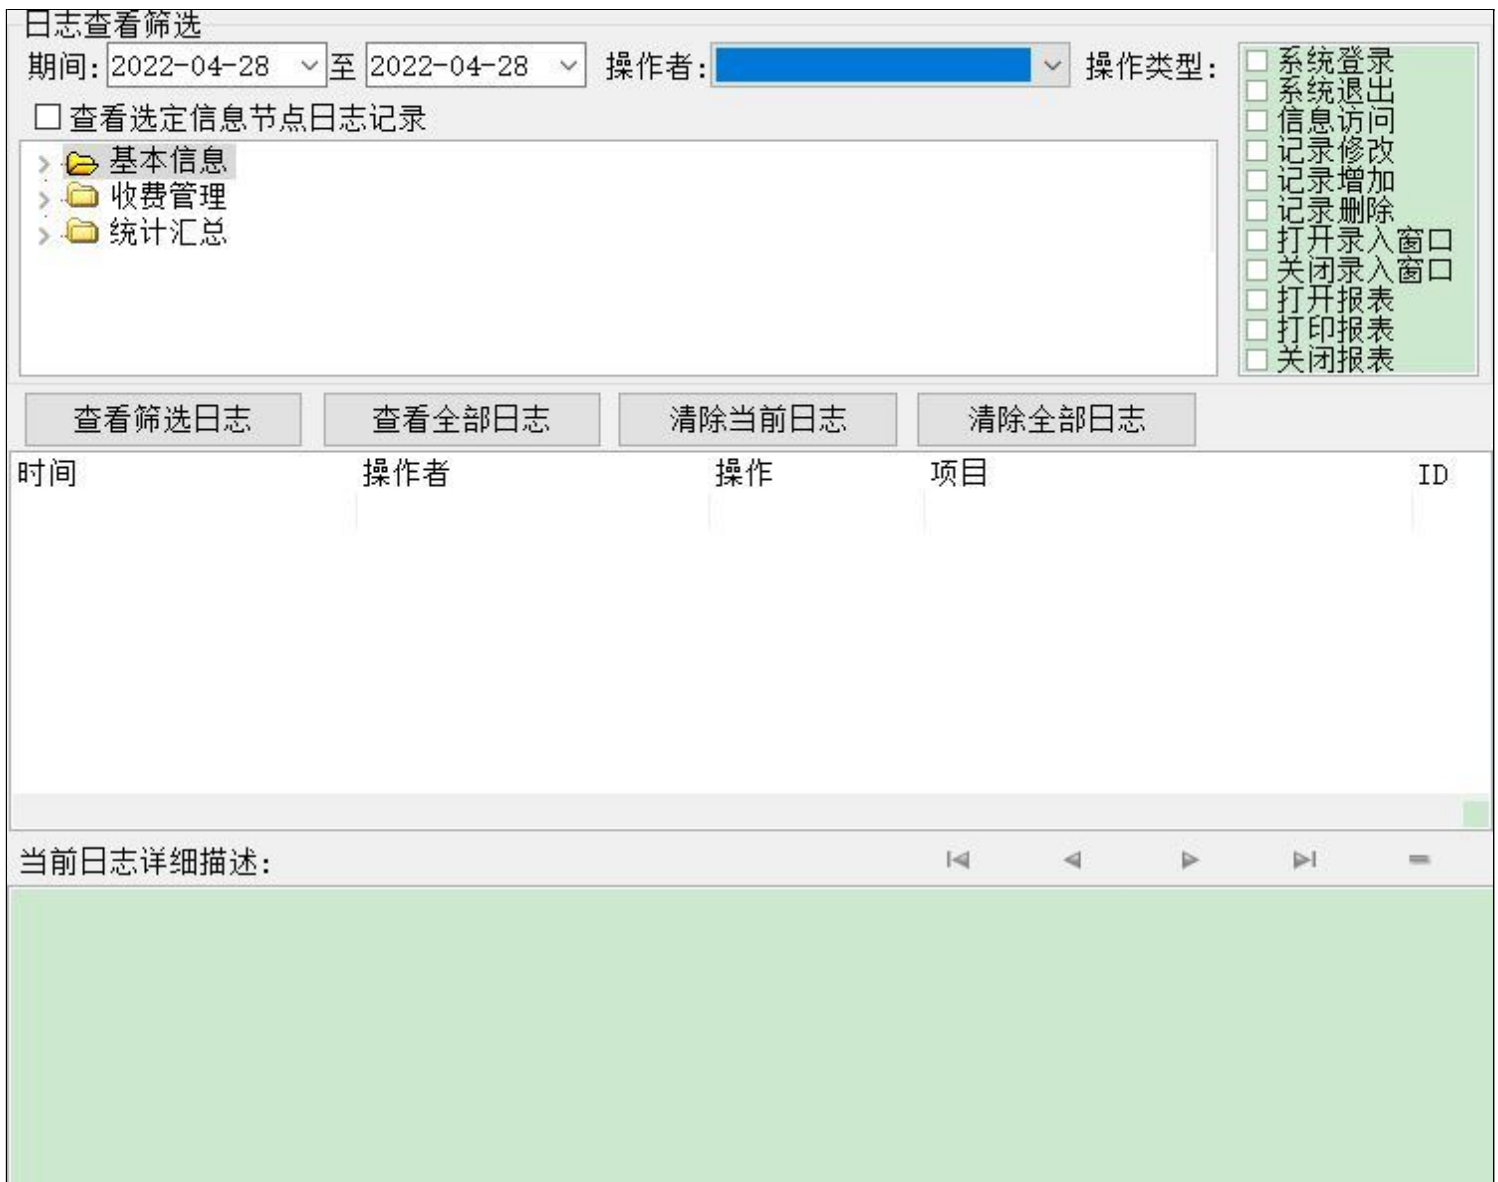 日志查看筛选
期间: 2022-04-28 至 2022-04-28 操作者: 操作类型:
系统登录
系统退出
信息访问
记录修改
记录增加
记录删除
打开录入窗口
关闭录入窗口
打开报表
打印报表
关闭报表
查看选定信息节点日志记录
基本信息
收费管理
统计汇总
查看筛选日志 查看全部日志 清除当前日志 清除全部日志
时间 操作者 操作 项目 ID
当前日志详细描述: